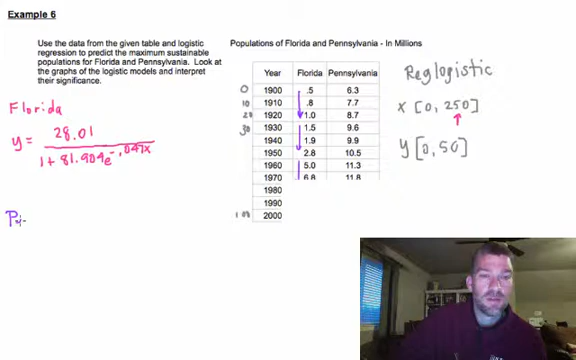 Example 6
Use the data from the given table and logistic
regression to predict the maximum sustainable
populations for Florida and Pennsylvania. Look at
the graphs of the logistic models and interpret
their significance.
Populations of Florida and Pennsylvania - In Millions
Year Florida Pennsylvania
0 1900 .5 6.3
10 1910 .8 7.7
20 1920 1.0 8.7
30 1930 1.5 9.6
1940 1.9 9.9
1950 2.8 10.5
1960 5.0 11.3
1970 6.8 11.8
1980
1990
100 2000
Reglogistic
x [0, 250]
y [0, 50]
Florida
y = 28.01
1 + 81.904e^-.047x